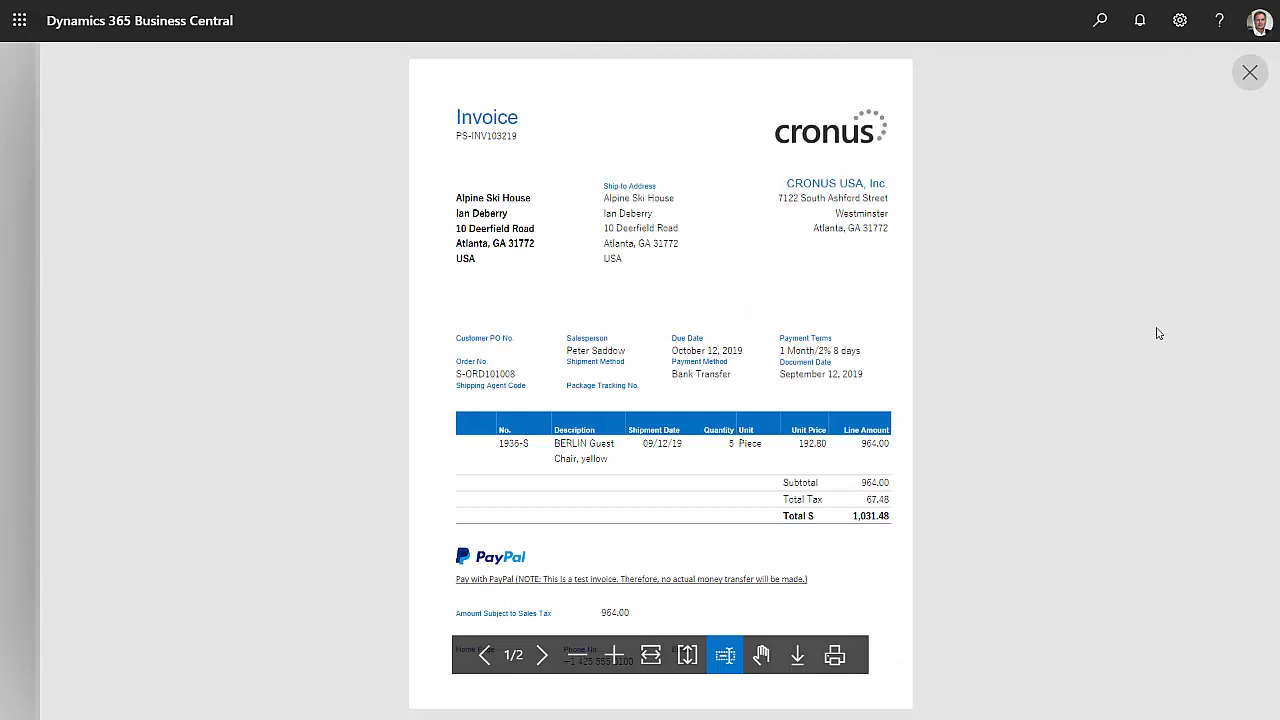 Dynamics 365 Business Central
Invoice
PS-INV103219
cronus
Alpine Ski House
Ian Deberry
10 Deerfield Road
Atlanta, GA 31772
USA
Ship-to Address
Alpine Ski House
Ian Deberry
10 Deerfield Road
Atlanta, GA 31772
USA
CRONUS USA, Inc.
7122 South Ashford Street
Westminster
Atlanta, GA 31772
Customer PO No. Salesperson Due Date Payment Terms
Peter Saddow October 12, 2019 1 Month/2% 8 days
Order No. Shipment Method Payment Method Document Date
S-ORD101008 Bank Transfer September 12, 2019
Shipping Agent Code Package Tracking No.
No. Description Shipment Date Quantity Unit Unit Price Line Amount
1936-S BERLIN Guest 09/12/19 5 Piece 192.80 964.00
Chair, yellow
Subtotal 964.00
Total Tax 67.48
Total $ 1,031.48
PayPal
Pay with PayPal (NOTE: This is a test invoice. Therefore, no actual money transfer will be made.)
Amount Subject to Sales Tax 964.00
Home Phone No.
1/2
+1 425 555 0100